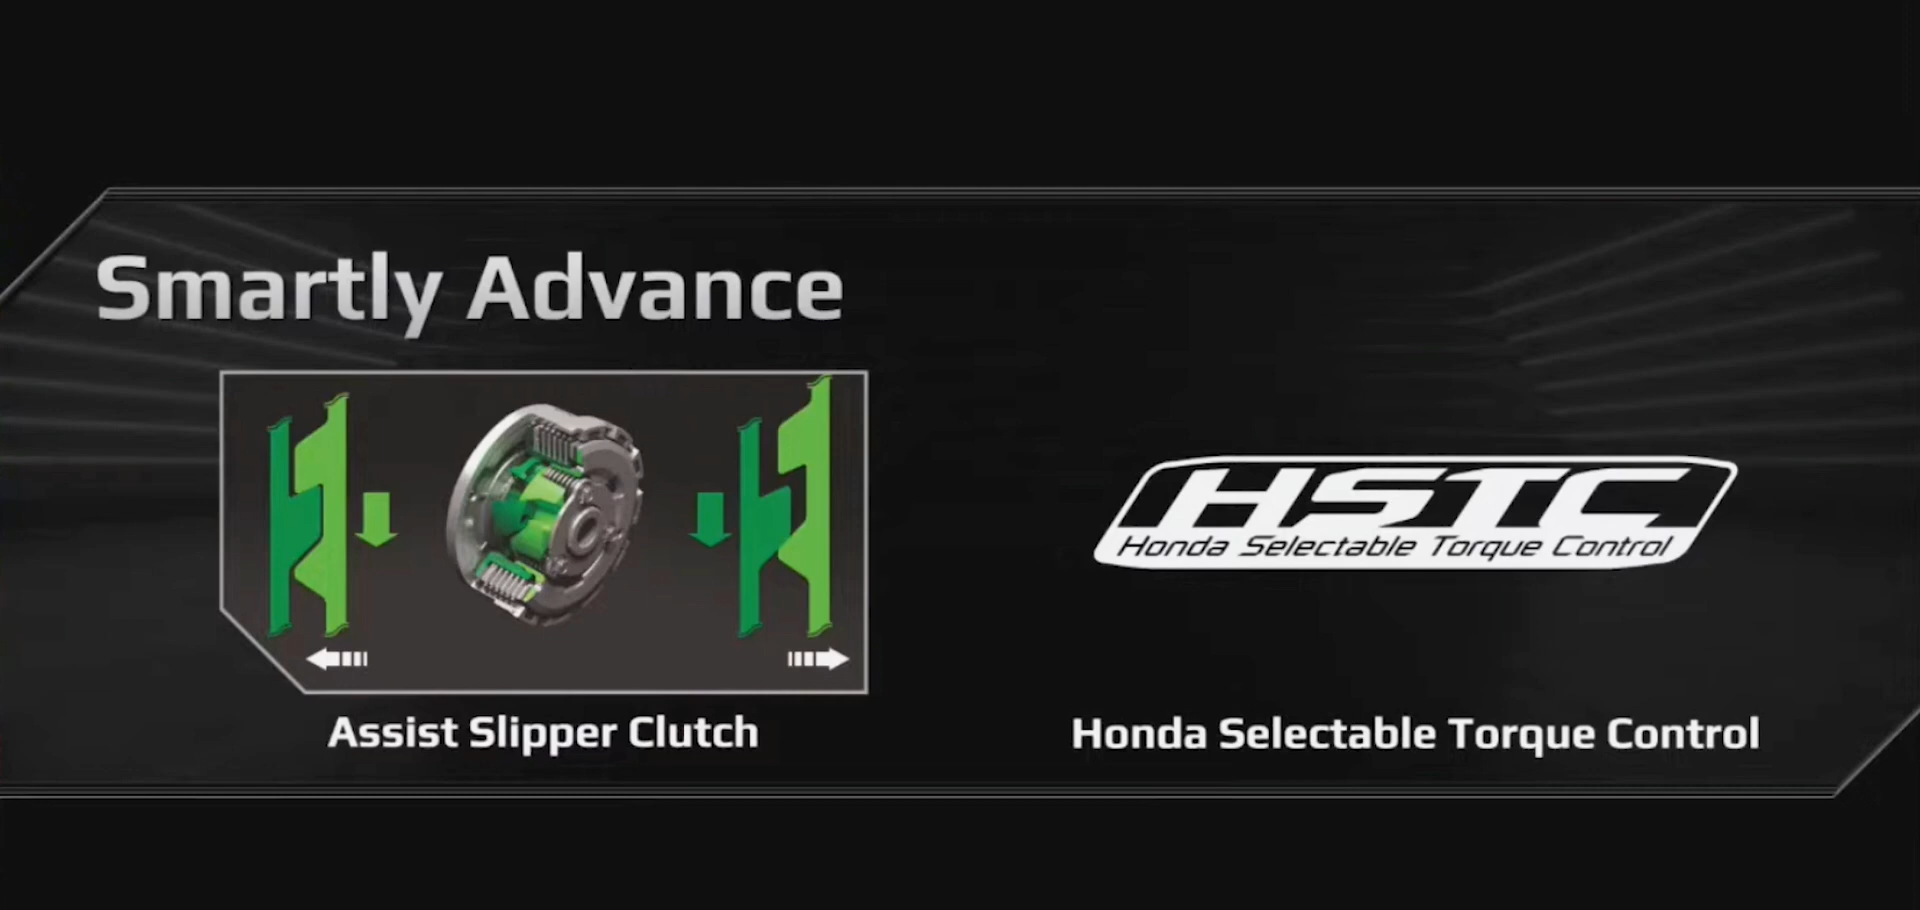 Smartly Advance
HSTC
Honda Selectable Torque Control
Assist Slipper Clutch
Honda Selectable Torque Control